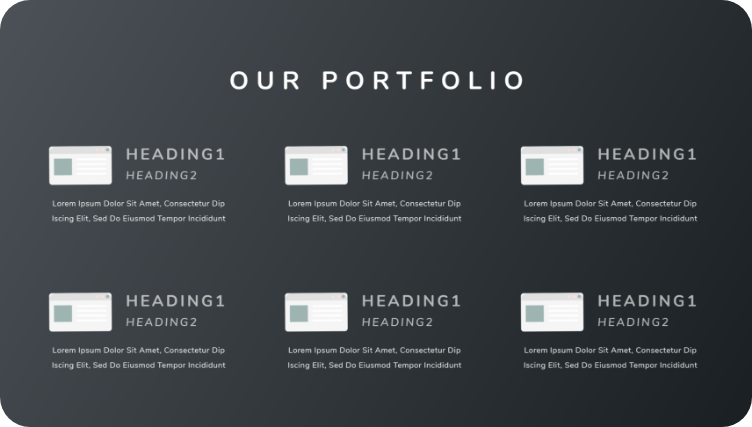 OUR PORTFOLIO
HEADING1
HEADING2
Lorem Ipsum Dolor Sit Amet, Consectetur Dip
Iscing Elit, Sed Do Eiusmod Tempor Incididunt
HEADING1
HEADING2
Lorem Ipsum Dolor Sit Amet, Consectetur Dip
Iscing Elit, Sed Do Eiusmod Tempor Incididunt
HEADING1
HEADING2
Lorem Ipsum Dolor Sit Amet, Consectetur Dip
Iscing Elit, Sed Do Eiusmod Tempor Incididunt
HEADING1
HEADING2
Lorem Ipsum Dolor Sit Amet, Consectetur Dip
Iscing Elit, Sed Do Eiusmod Tempor Incididunt
HEADING1
HEADING2
Lorem Ipsum Dolor Sit Amet, Consectetur Dip
Iscing Elit, Sed Do Eiusmod Tempor Incididunt
HEADING1
HEADING2
Lorem Ipsum Dolor Sit Amet, Consectetur Dip
Iscing Elit, Sed Do Eiusmod Tempor Incididunt